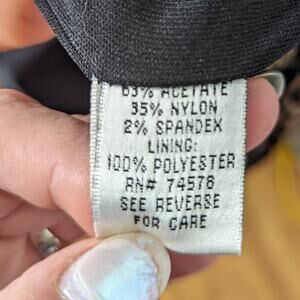 63% ACETATE
35% NYLON
2% SPANDEX
LINING:
100% POLYESTER
RN# 74578
SEE REVERSE
FOR CARE